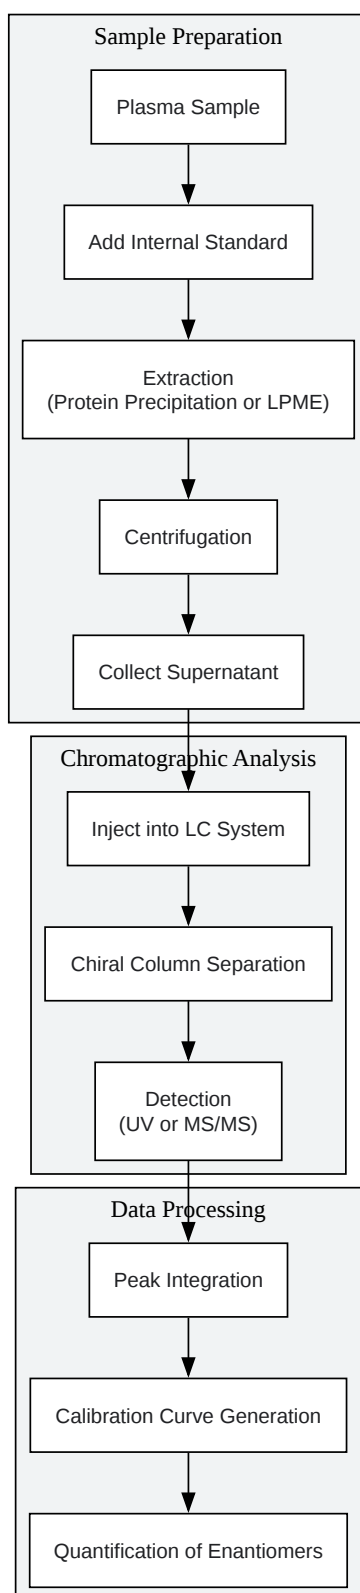 Sample Preparation
Plasma Sample
Add Internal Standard
Extraction
(Protein Precipitation or LPME)
Centrifugation
Collect Supernatant
Chromatographic Analysis
Inject into LC System
Chiral Column Separation
Detection
(UV or MS/MS)
Data Processing
Peak Integration
Calibration Curve Generation
Quantification of Enantiomers